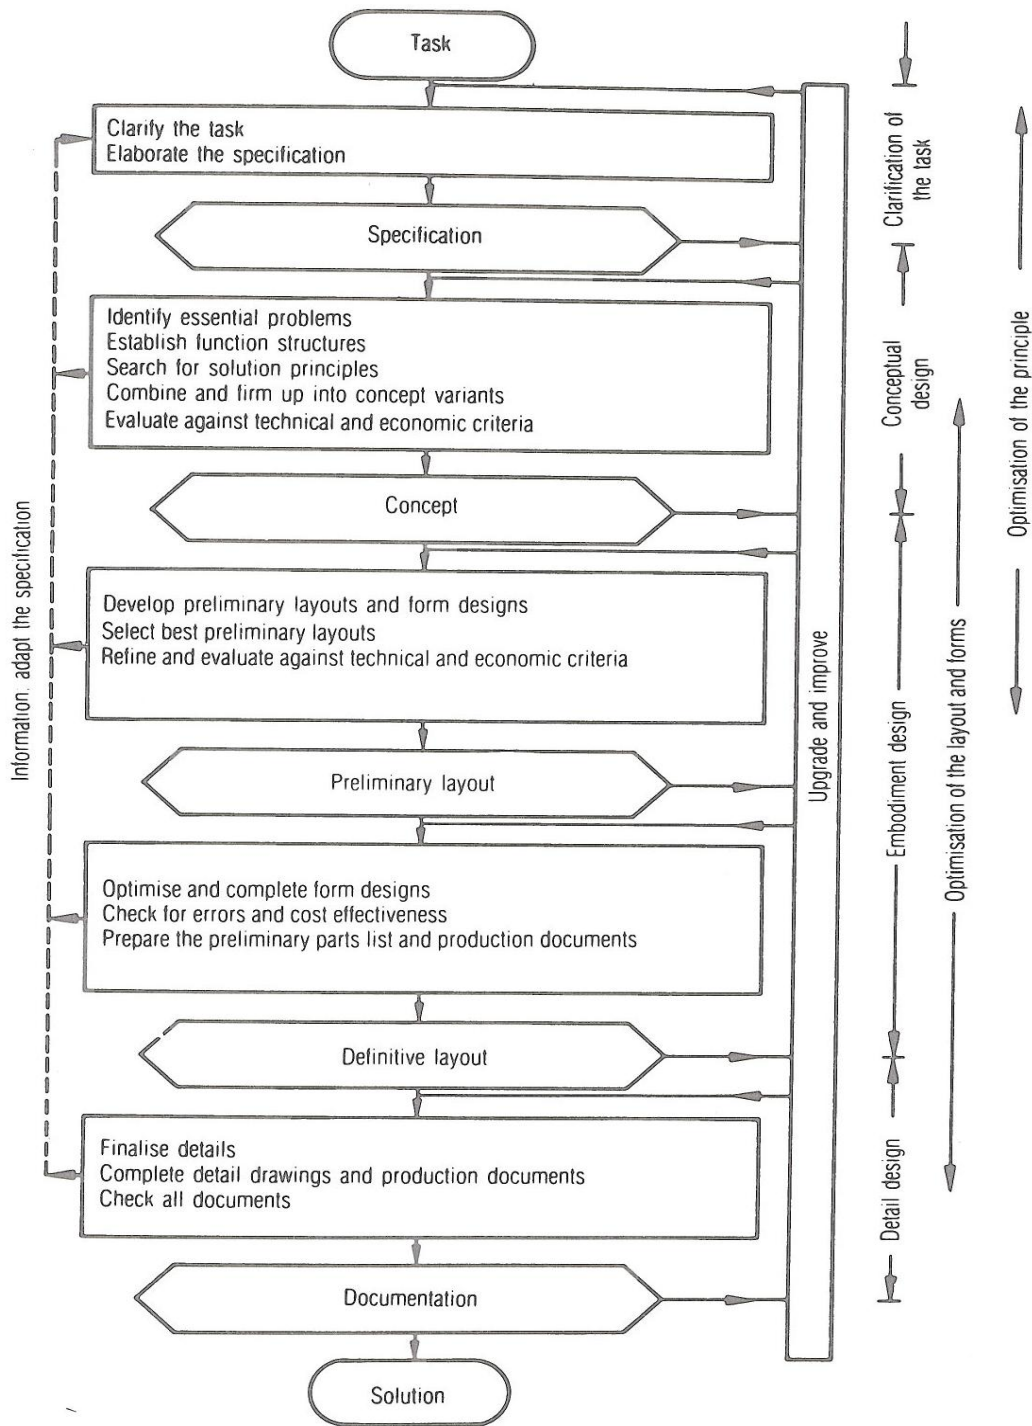 Task
Clarify the task
Elaborate the specification
Specification
Identify essential problems
Establish function structures
Search for solution principles
Combine and firm up into concept variants
Evaluate against technical and economic criteria
Concept
Develop preliminary layouts and form designs
Select best preliminary layouts
Refine and evaluate against technical and economic criteria
Preliminary layout
Optimise and complete form designs
Check for errors and cost effectiveness
Prepare the preliminary parts list and production documents
Definitive layout
Finalise details
Complete detail drawings and production documents
Check all documents
Documentation
Solution
Information. adapt the specification
Upgrade and improve
Clarification of
the task
Conceptual
design
Embodiment design
Detail design
Optimisation of the layout and forms
Optimisation of the principle